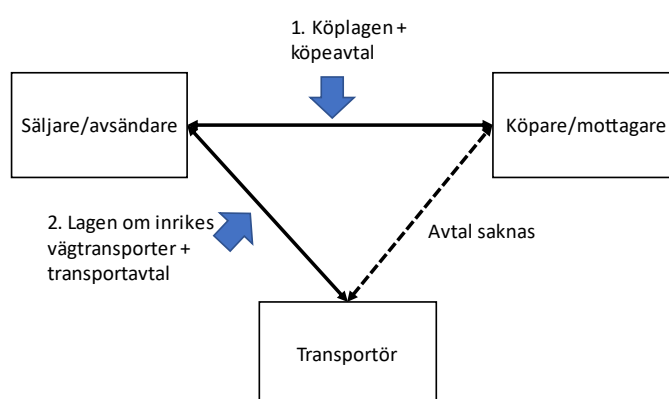 1. Köplagen +
köpeavtal
Säljare/avsändare
Köpare/mottagare
2. Lagen om inrikes
vägtransporter +
transportavtal
Avtal saknas
Transportör